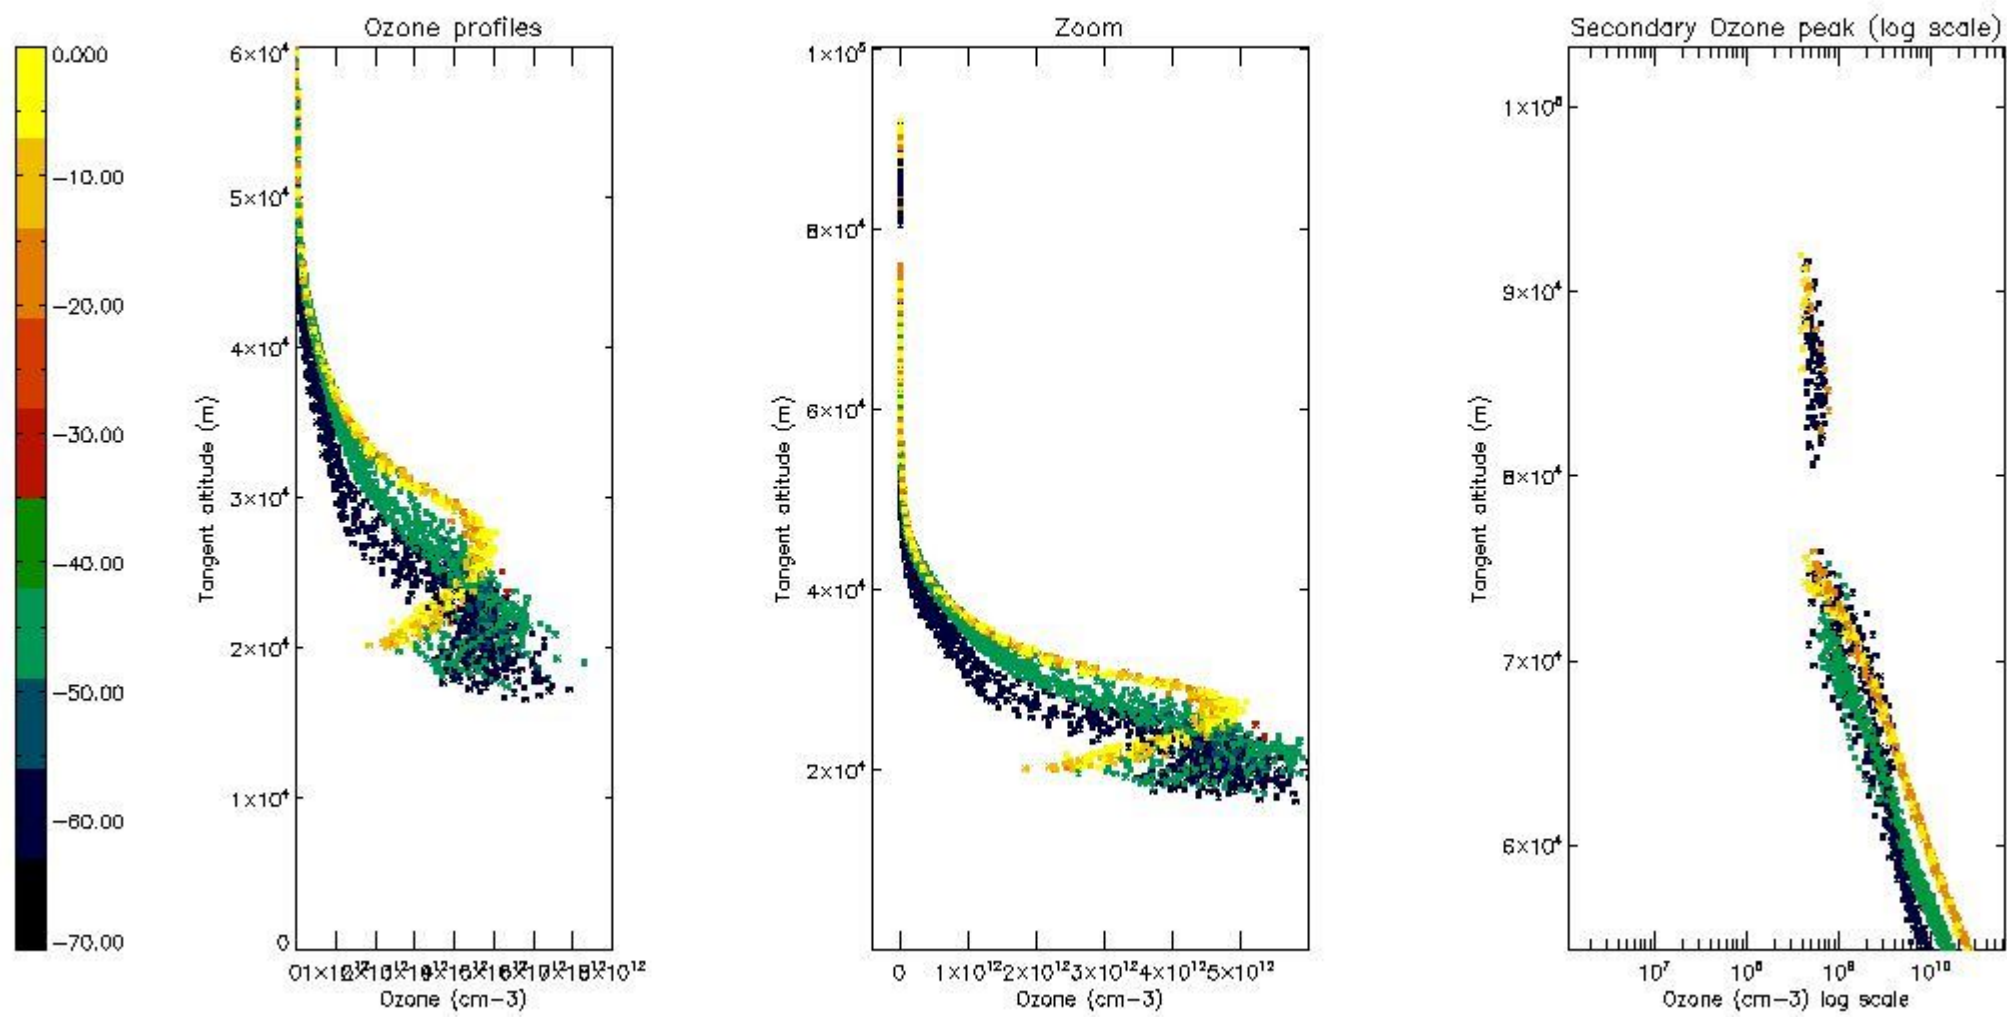 Ozone profiles
Zoom
Secondary Ozone peak (log scale)
0.000
-10.00
-20.00
-30.00
-40.00
-50.00
-60.00
-70.00
6×10⁴
5×10⁴
4×10⁴
3×10⁴
2×10⁴
1×10⁴
0
Tangent altitude (m)
Ozone (cm-3)
1×10⁵
8×10⁴
6×10⁴
4×10⁴
2×10⁴
Tangent altitude (m)
0 1×10¹² 2×10¹² 3×10¹² 4×10¹² 5×10¹²
Ozone (cm-3)
1×10⁵
9×10⁴
8×10⁴
7×10⁴
6×10⁴
Tangent altitude (m)
10⁷ 10⁸ 10⁹ 10¹⁰
Ozone (cm-3) log scale